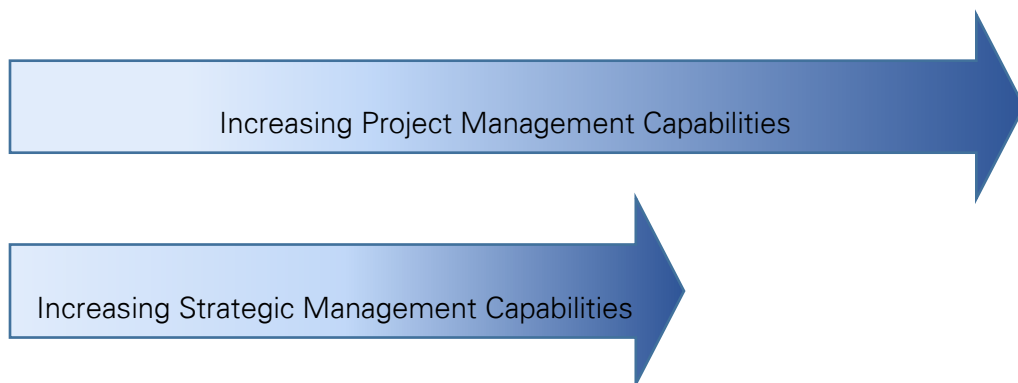 Increasing Project Management Capabilities
Increasing Strategic Management Capabilities